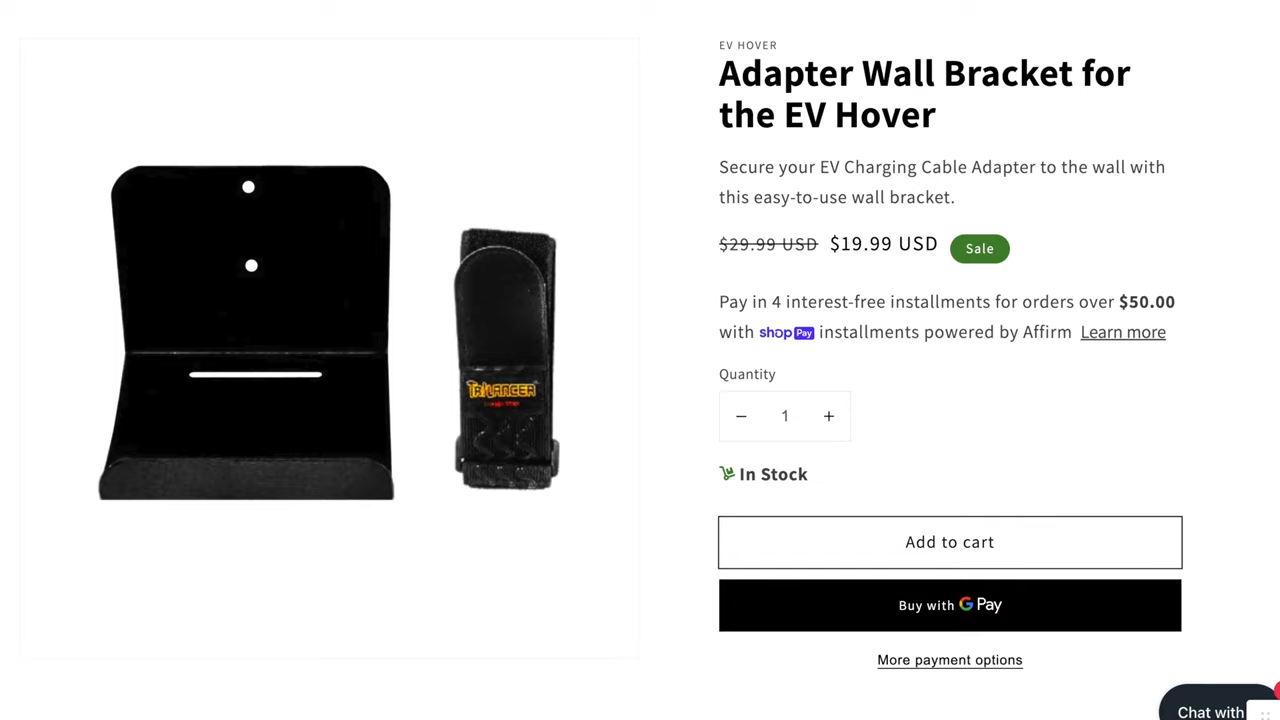 EV HOVER
Adapter Wall Bracket for
the EV Hover
Secure your EV Charging Cable Adapter to the wall with
this easy-to-use wall bracket.
$29.99 USD $19.99 USD Sale
Pay in 4 interest-free installments for orders over $50.00
with shop Pay installments powered by Affirm Learn more
Quantity
− 1 +
In Stock
Add to cart
Buy with G Pay
More payment options
Chat with
TRILANCER